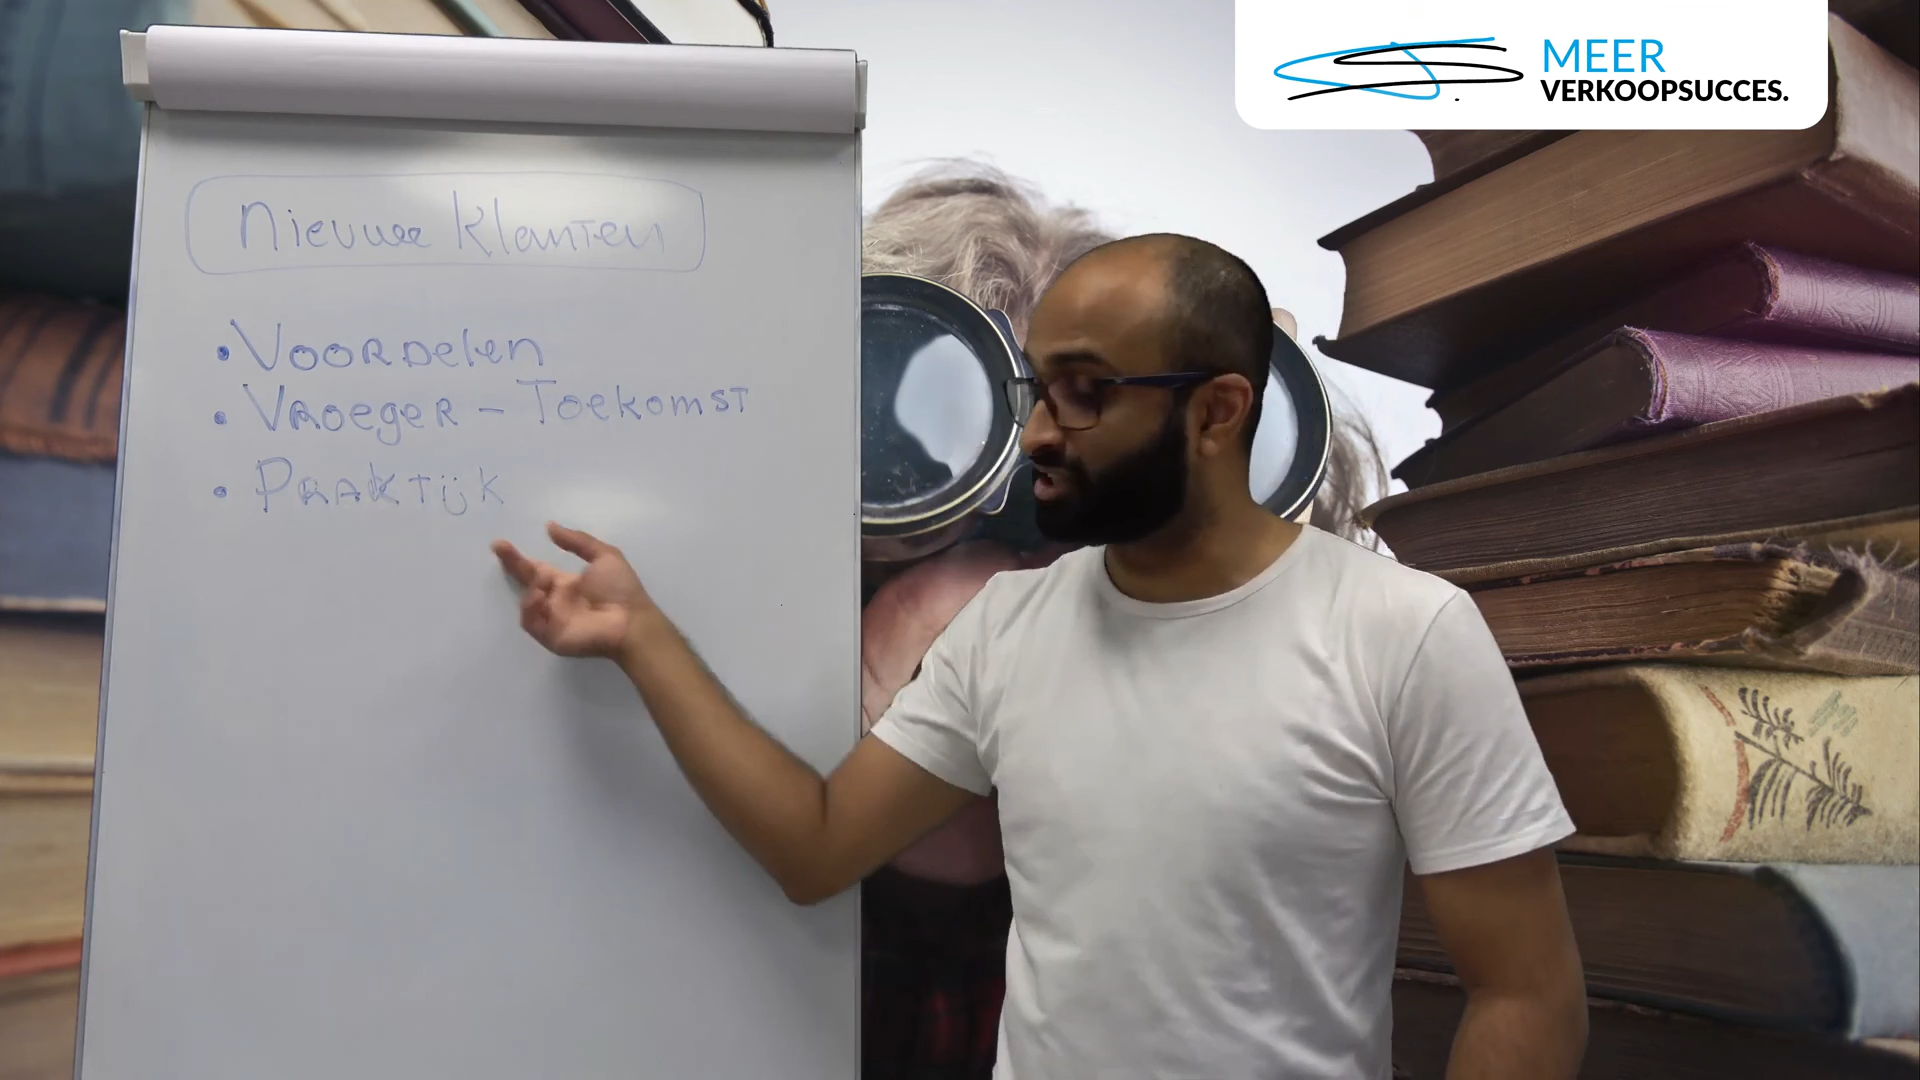 MEER
VERKOOPSUCCES.
Nieuwe Klanten
• Voordelen
• Vroeger - Toekomst
• Praktijk